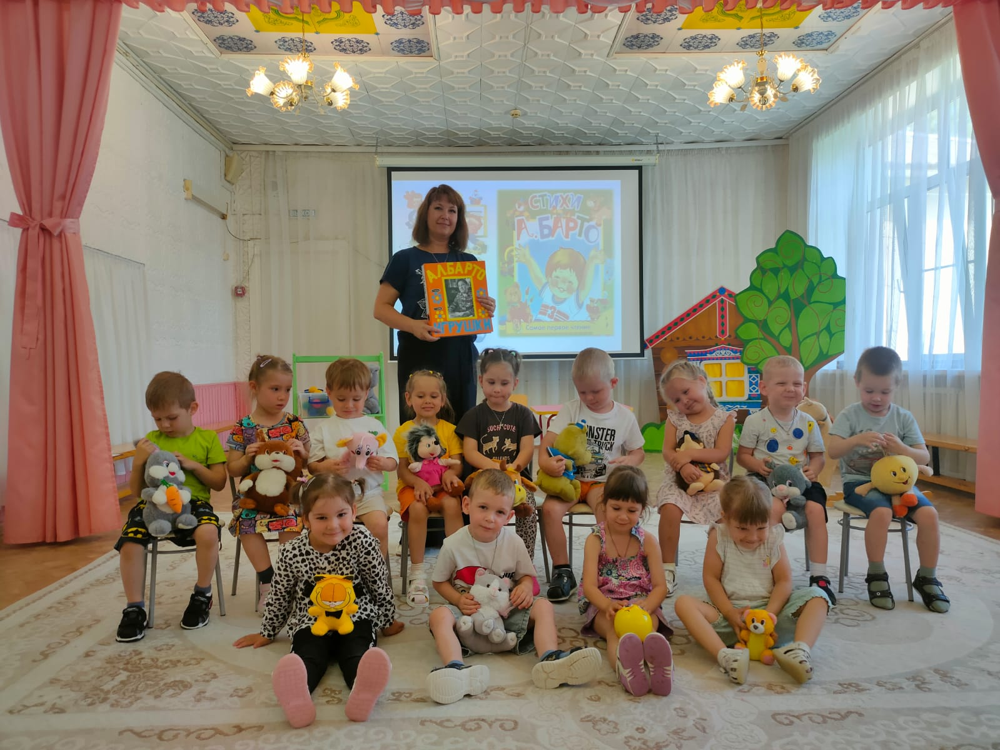 СТИХИ
А. БАРТО
Самое первое чтение
А.Л.БАРТО
ИГРУШКИ
SUCH CUTE
FRIENDS
MONSTER
TRUCK